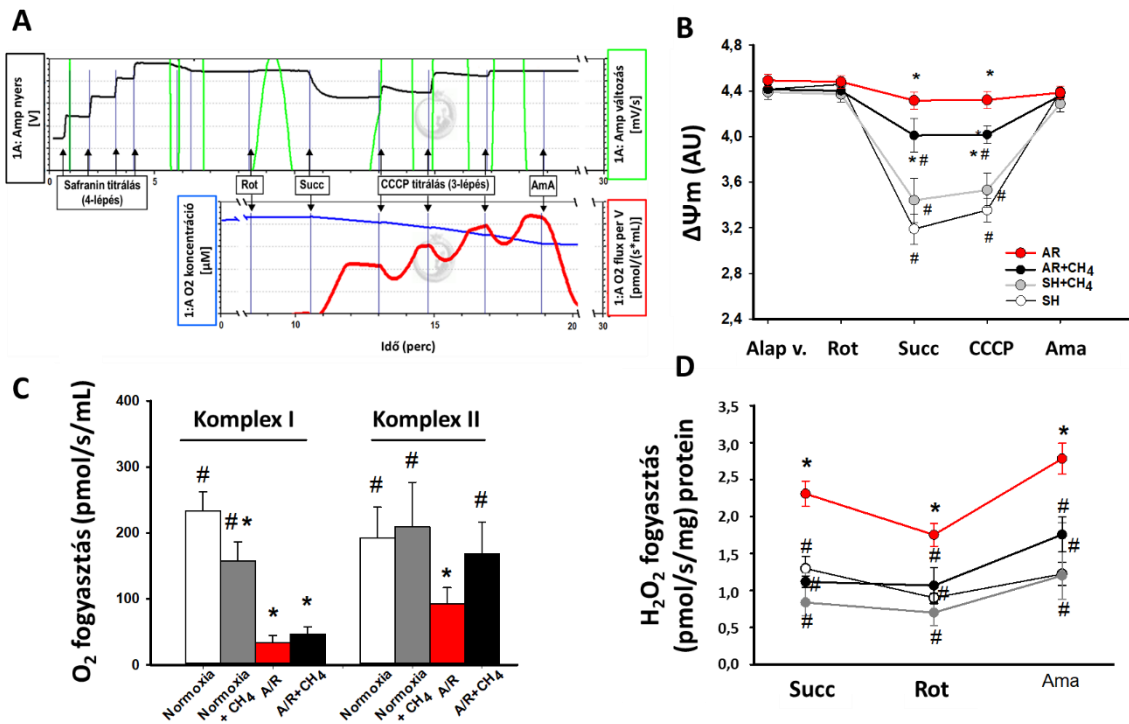 A
1A: Amp nyers
[V]
1A: Amp változás
[mV/s]
0
5
30
Safranin titrálás
(4-lépés)
Rot
Succ
CCCP titrálás (3-lépés)
AmA
1:A O2 koncentráció
[µM]
1:A O2 flux per V
[pmol/(s*mL)]
0
10
15
20
30
Idő (perc)
B
ΔΨm (AU)
4,8
4,4
4,0
3,6
3,2
2,8
2,4
* *
*
* # * #
* #
# #
# #
AR
AR+CH4
SH+CH4
SH
Alap v. Rot Succ CCCP Ama
C
O2 fogyasztás (pmol/s/mL)
400
300
200
100
0
Komplex I Komplex II
# # * * * # # * #
Normoxia
Normoxia
+ CH4
A/R
A/R+CH4
Normoxia
Normoxia
+ CH4
A/R
A/R+CH4
D
H2O2 fogyasztás
(pmol/s/mg) protein
3,5
3,0
2,5
2,0
1,5
1,0
0,5
0,0
* * *
# # #
# # #
# # #
Succ Rot Ama